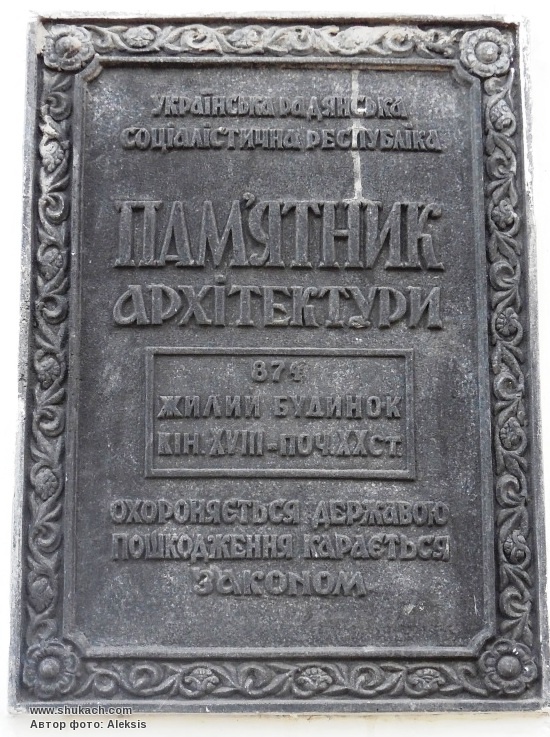 УКРАЇНСЬКА РАДЯНСЬКА
СОЦІАЛІСТИЧНА РЕСПУБЛІКА
ПАМ'ЯТНИК
АРХІТЕКТУРИ
874
ЖИЛИЙ БУДИНОК
КІН. XVIII – ПОЧ. XX СТ.
ОХОРОНЯЄТЬСЯ ДЕРЖАВОЮ
ПОШКОДЖЕННЯ КАРАЄТЬСЯ
ЗАКОНОМ
www.shukach.com
Автор фото: Aleksis